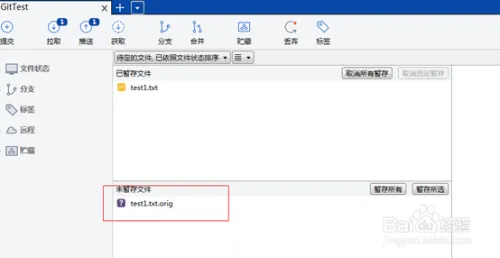 GitTest
1
1
提交
拉取
推送
获取
分支
合并
贮藏
丢弃
标签
文件状态
分支
标签
远程
贮藏
待定的文件, 已依照文件状态排序
已暂存文件
取消所有暂存
取消选定暂存
test1.txt
未暂存文件
暂存所有
暂存所选
test1.txt.orig
Baidu 经验
jingyan.baidu.com